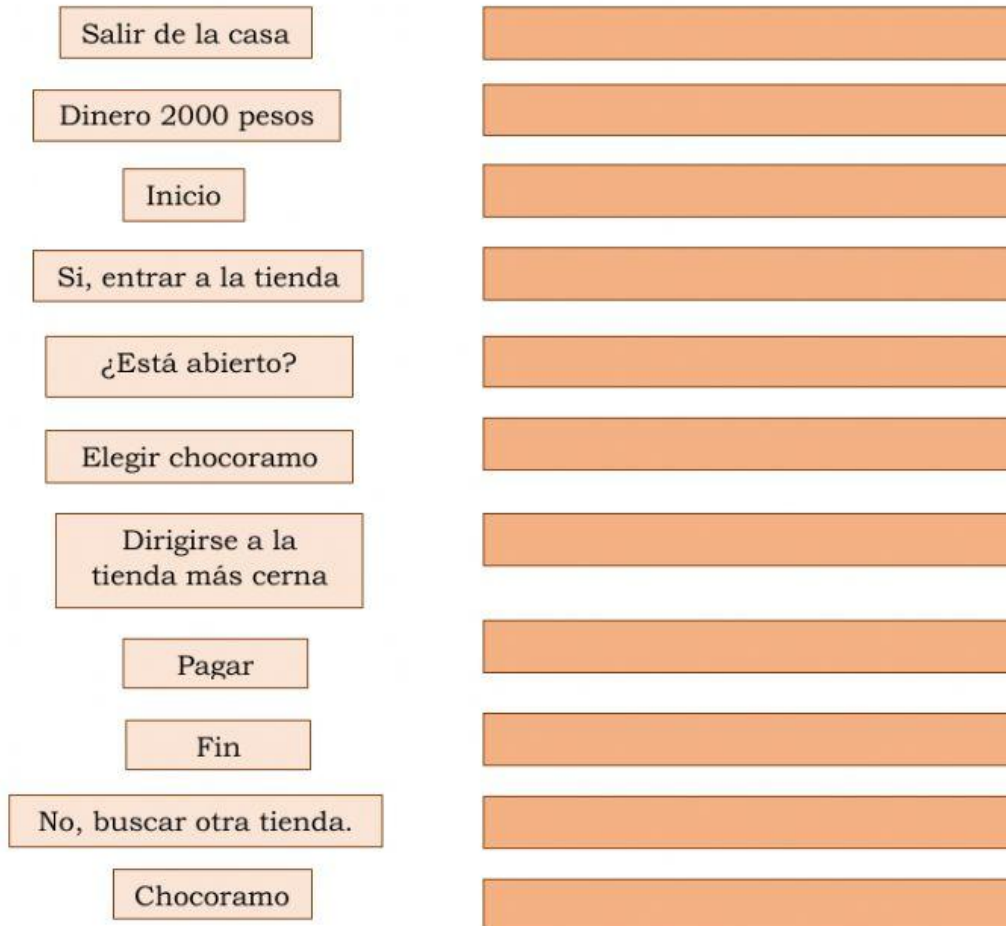 Salir de la casa
Dinero 2000 pesos
Inicio
Si, entrar a la tienda
¿Está abierto?
Elegir chocoramo
Dirigirse a la
tienda más cerna
Pagar
Fin
No, buscar otra tienda.
Chocoramo